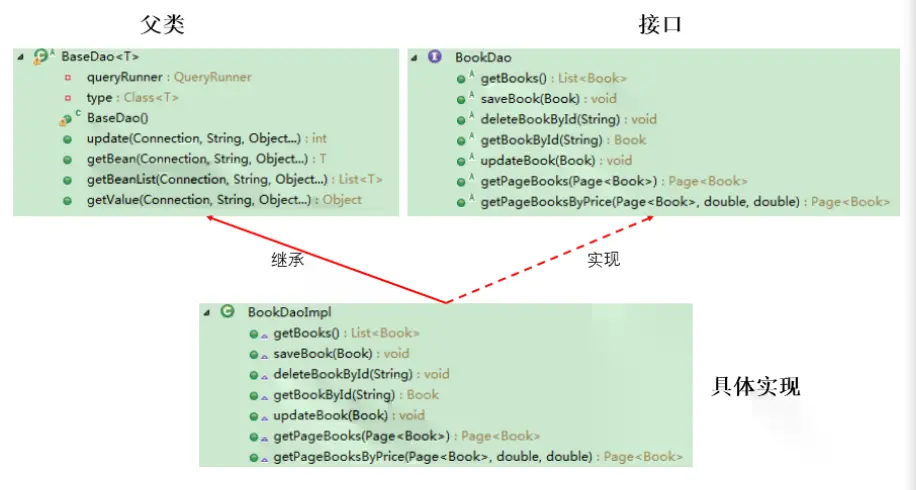 父类
BaseDao<T>
queryRunner : QueryRunner
type : Class<T>
BaseDao()
update(Connection, String, Object...) : int
getBean(Connection, String, Object...) : T
getBeanList(Connection, String, Object...) : List<T>
getValue(Connection, String, Object...) : Object
接口
BookDao
getBooks() : List<Book>
saveBook(Book) : void
deleteBookById(String) : void
getBookById(String) : Book
updateBook(Book) : void
getPageBooks(Page<Book>) : Page<Book>
getPageBooksByPrice(Page<Book>, double, double) : Page<Book>
继承
实现
BookDaoImpl
getBooks() : List<Book>
saveBook(Book) : void
deleteBookById(String) : void
getBookById(String) : Book
updateBook(Book) : void
getPageBooks(Page<Book>) : Page<Book>
getPageBooksByPrice(Page<Book>, double, double) : Page<Book>
具体实现